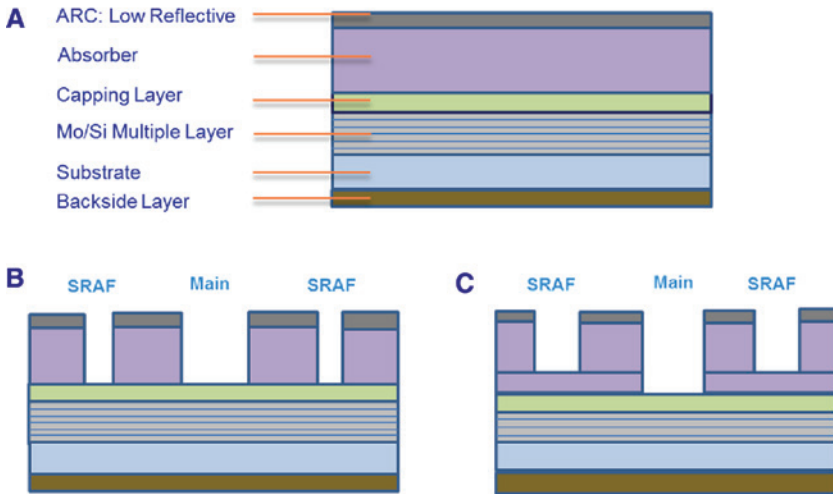 A
ARC: Low Reflective
Absorber
Capping Layer
Mo/Si Multiple Layer
Substrate
Backside Layer
B
SRAF Main SRAF
C
SRAF Main SRAF